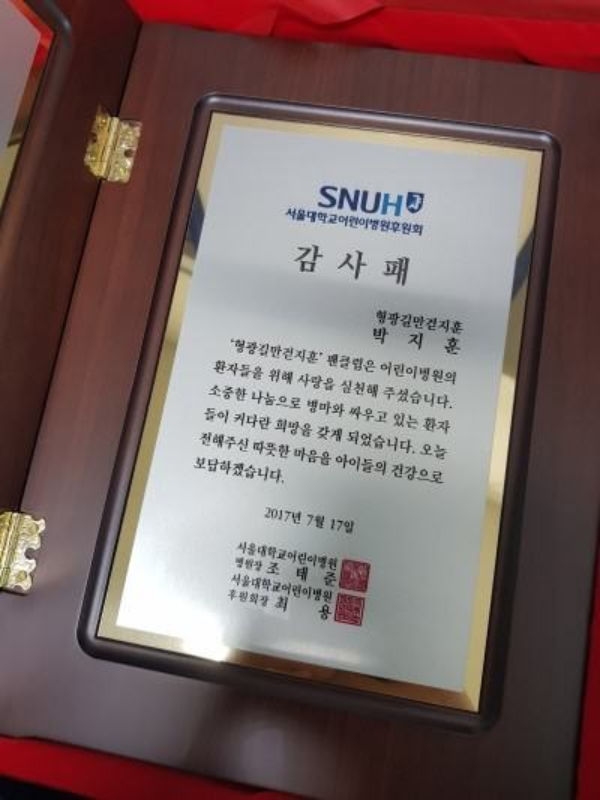 SNUH
서울대학교어린이병원후원회
감 사 패
형광길만걷지훈
박 지 훈
'형광길만걷지훈' 팬클럽은 어린이병원의
환자들을 위해 사랑을 실천해 주셨습니다.
소중한 나눔으로 병마와 싸우고 있는 환자
들이 커다란 희망을 갖게 되었습니다. 오늘
전해주신 따뜻한 마음을 아이들의 건강으로
보답하겠습니다.
2017년 7월 17일
서울대학교어린이병원
병원장 조 태 준
서울대학교어린이병원
후원회장 최 용